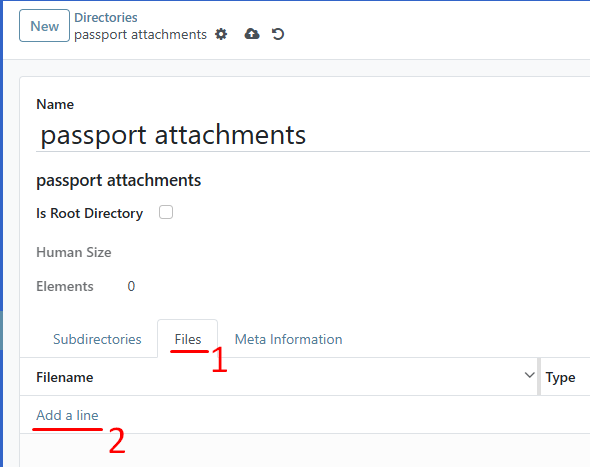 New
Directories
passport attachments
Name
passport attachments
passport attachments
Is Root Directory
Human Size
Elements 0
Subdirectories Files Meta Information
1
Filename Type
Add a line
2